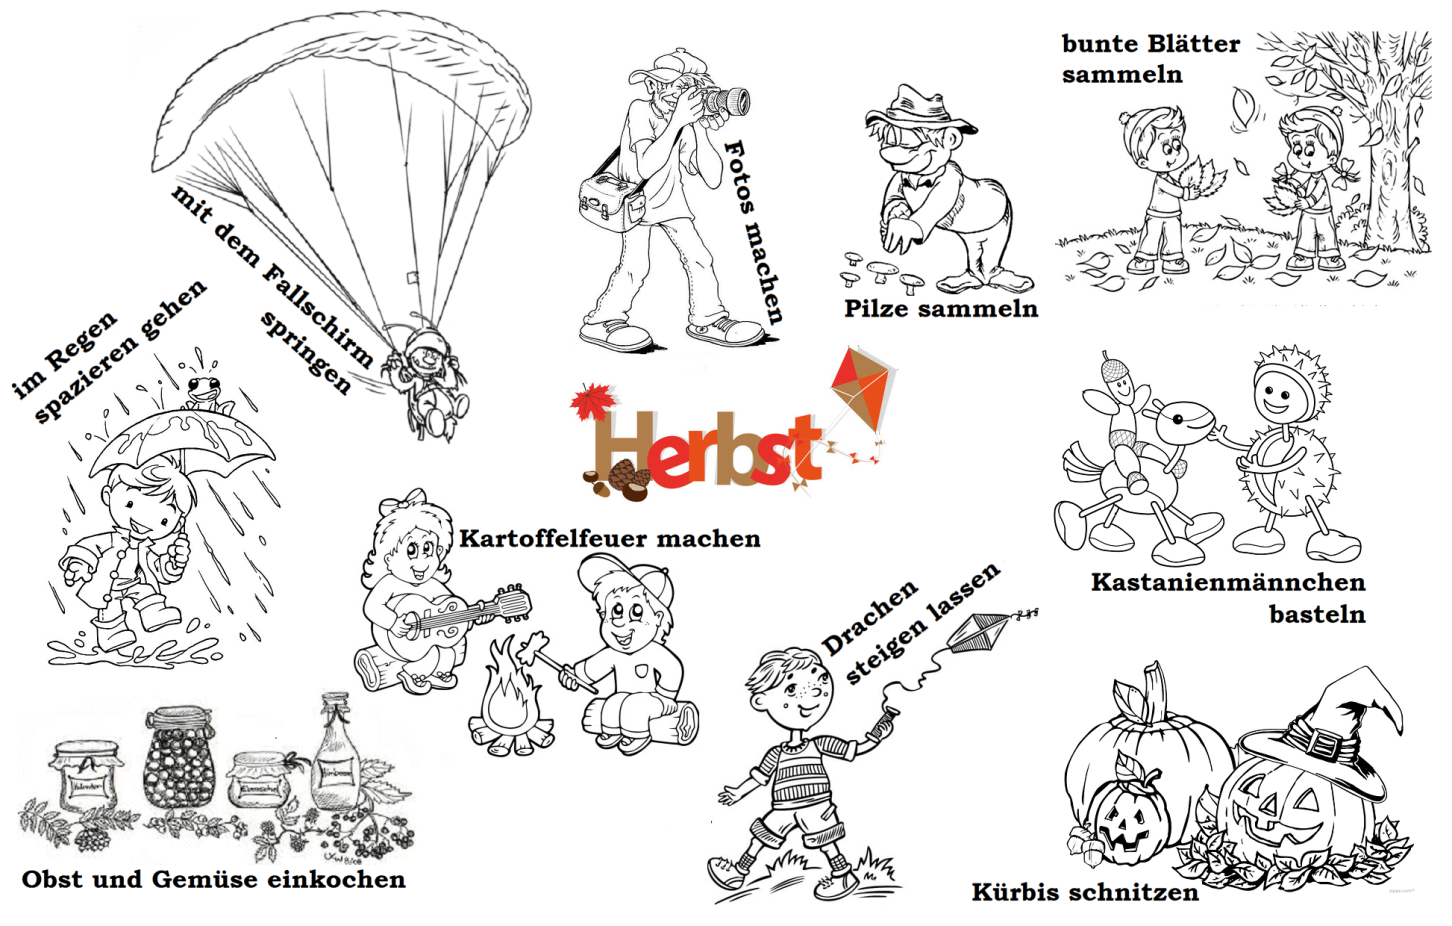 bunte Blätter
sammeln
Fotos machen
mit dem Fallschirm
springen
Pilze sammeln
im Regen
spazieren gehen
Herbst
Kartoffelfeuer machen
Kastanienmännchen
basteln
Drachen
steigen lassen
Obst und Gemüse einkochen
Kürbis schnitzen